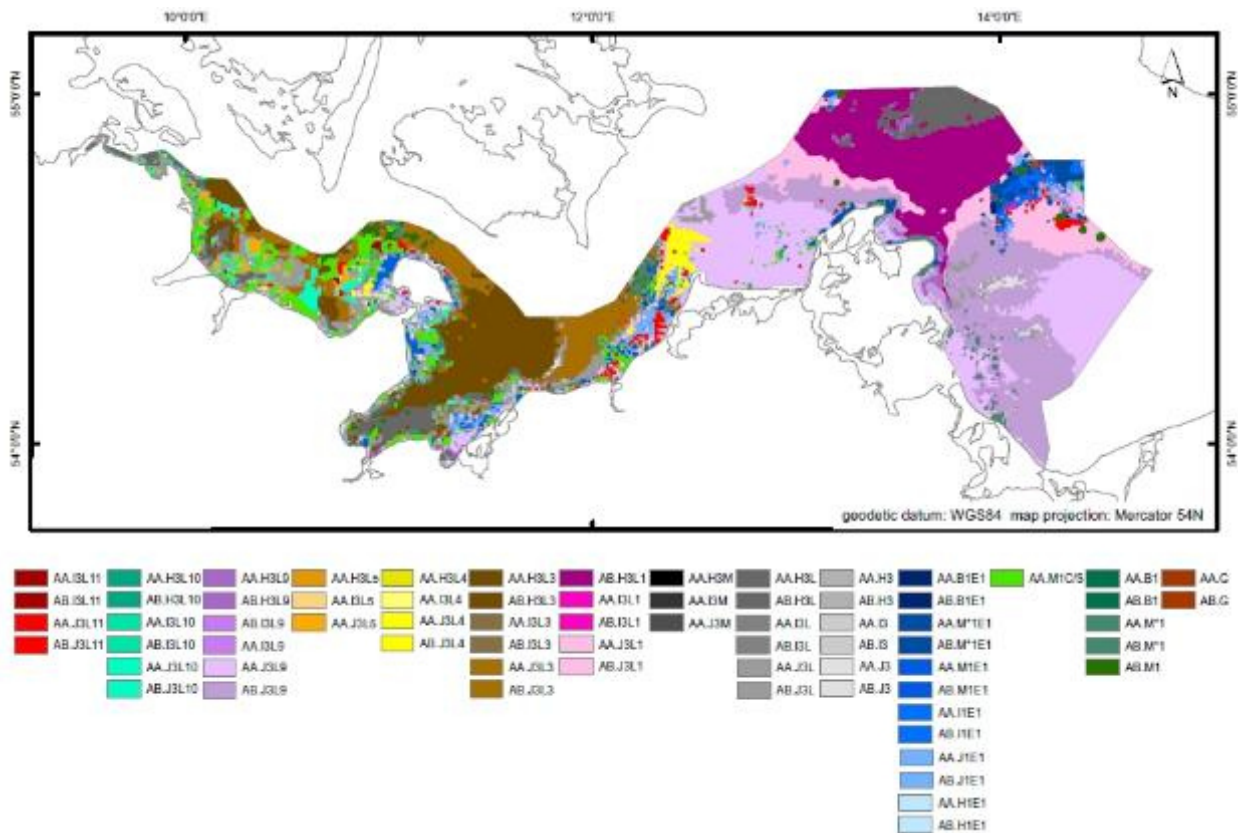 10°0'0"E
12°0'0"E
14°0'0"E
55°0'0"N
55°0'0"N
N
54°0'0"N
54°0'0"N
geodetic datum: WGS84 map projection: Mercator 54N
AA.I3L11
AB.I3L11
AA.J3L11
AB.J3L11
AA.H3L10
AB.H3L10
AA.I3L10
AB.I3L10
AA.J3L10
AB.J3L10
AA.H3L9
AB.H3L9
AB.I3L9
AA.I3L9
AA.J3L9
AB.J3L9
AA.H3L5
AA.I3L5
AA.J3L5
AA.H3L4
AA.I3L4
AA.J3L4
AB.J3L4
AA.H3L3
AB.H3L3
AA.I3L3
AB.I3L3
AA.J3L3
AB.J3L3
AB.H3L1
AA.I3L1
AB.I3L1
AA.J3L1
AB.J3L1
AA.H3M
AA.I3M
AA.J3M
AA.H3L
AB.H3L
AA.I3L
AB.I3L
AA.J3L
AB.J3L
AA.H3
AB.H3
AA.I3
AB.I3
AA.J3
AB.J3
AA.B1E1
AB.B1E1
AA.M*1E1
AB.M*1E1
AA.M1E1
AB.M1E1
AA.I1E1
AB.I1E1
AA.J1E1
AB.J1E1
AA.H1E1
AB.H1E1
AA.M1C/S
AA.B1
AB.B1
AA.M*1
AB.M*1
AB.M1
AA.G
AB.G